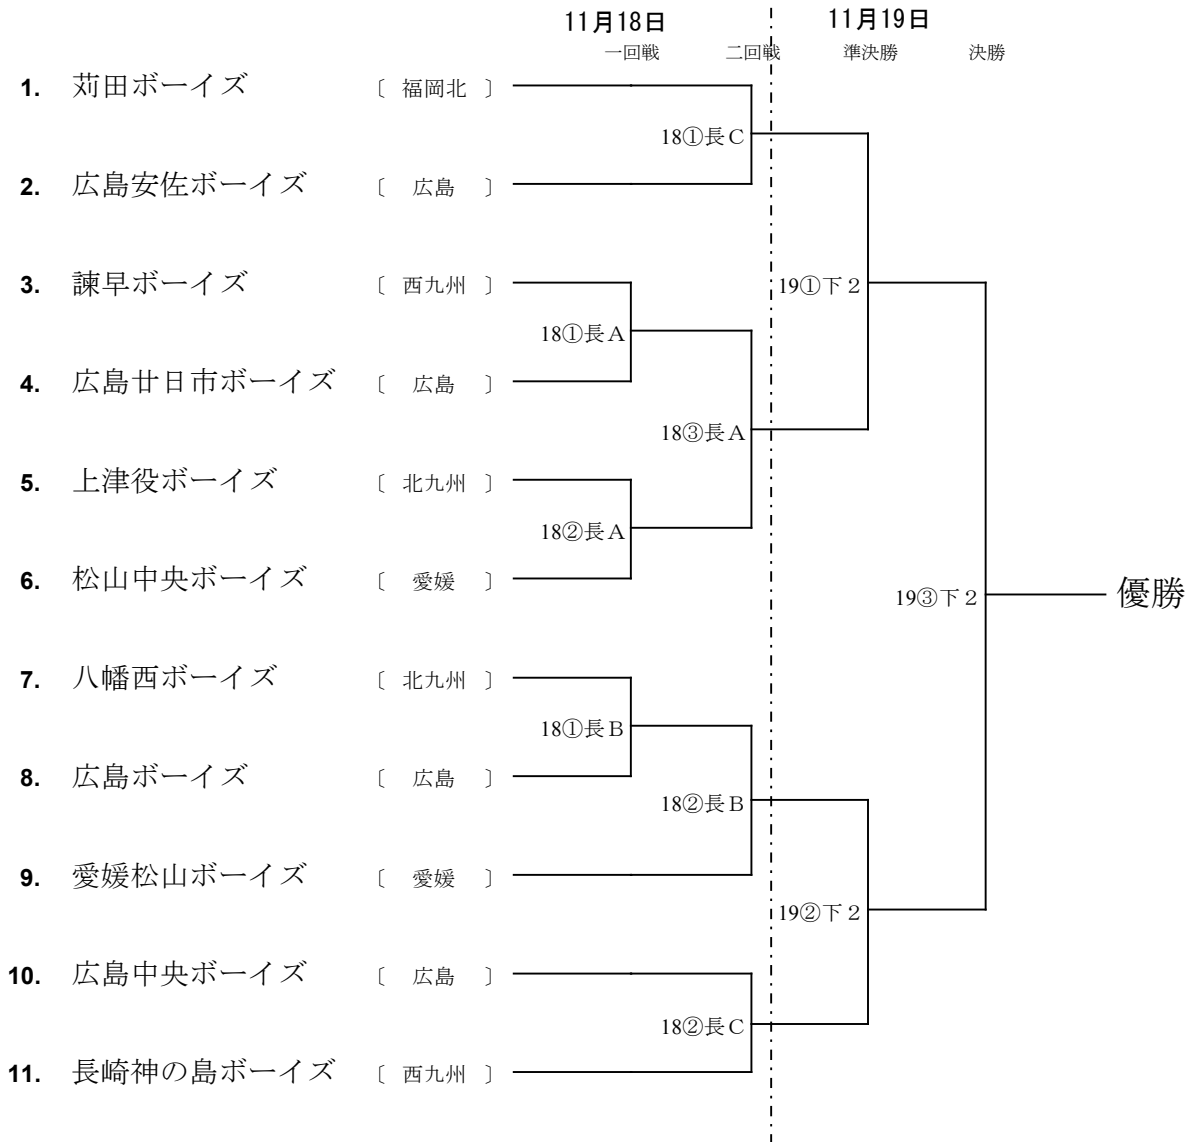 11月18日 11月19日
一回戦 二回戦 準決勝 決勝
1. 苅田ボーイズ 〔 福岡北 〕
18①長C
2. 広島安佐ボーイズ 〔 広島 〕
3. 諫早ボーイズ 〔 西九州 〕
19①下2
18①長A
4. 広島廿日市ボーイズ 〔 広島 〕
18③長A
5. 上津役ボーイズ 〔 北九州 〕
18②長A
6. 松山中央ボーイズ 〔 愛媛 〕
19③下2 優勝
7. 八幡西ボーイズ 〔 北九州 〕
18①長B
8. 広島ボーイズ 〔 広島 〕
18②長B
9. 愛媛松山ボーイズ 〔 愛媛 〕
19②下2
10. 広島中央ボーイズ 〔 広島 〕
18②長C
11. 長崎神の島ボーイズ 〔 西九州 〕